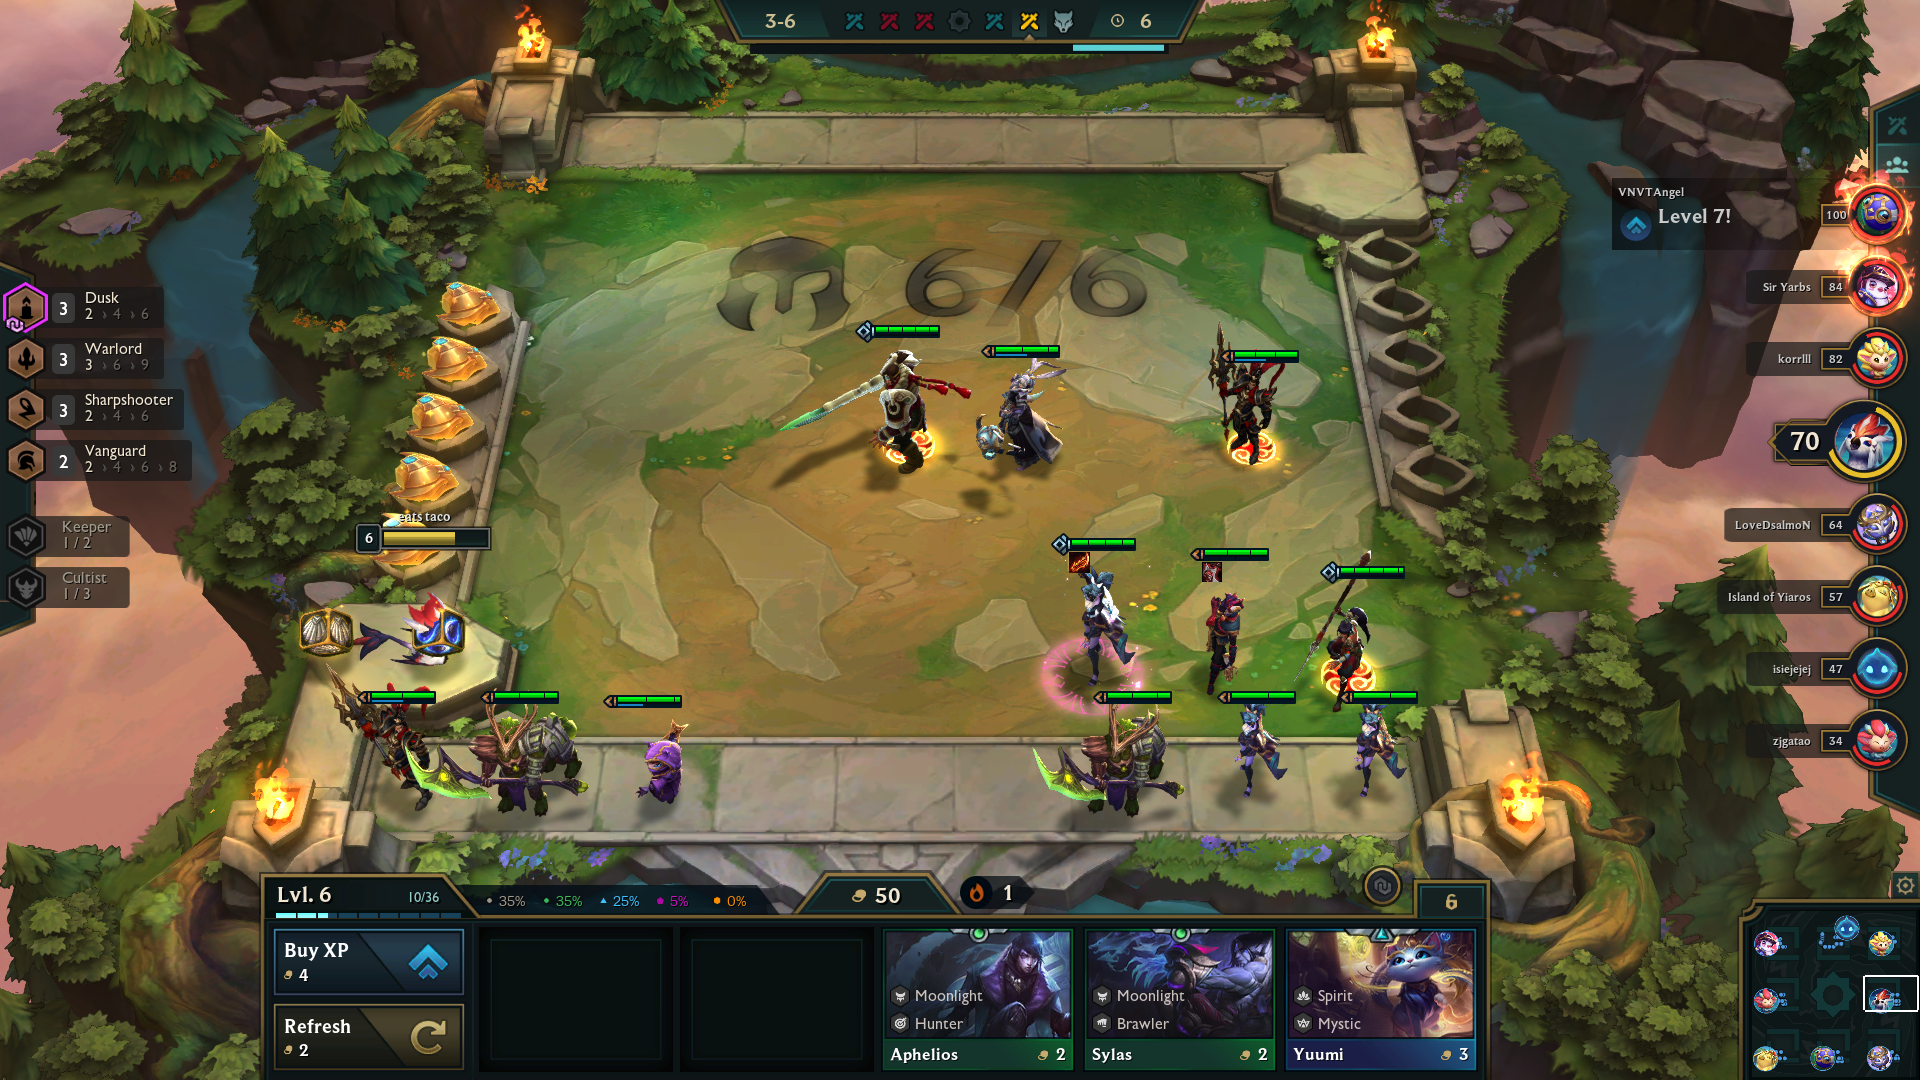 3-6
6
6/6
VNVTAngel
Level 7!
100
Sir Yarbs
84
korrlll
82
70
LoveDsalmoN
64
Island of Yiaros
57
isiejejej
47
zjgatao
34
3
Dusk
2 › 4 › 6
3
Warlord
3 › 6 › 9
3
Sharpshooter
2 › 4 › 6
2
Vanguard
2 › 4 › 6 › 8
Keeper
1 / 2
Cultist
1 / 3
eats taco
6
Lvl. 6
10/36
35%
35%
25%
5%
0%
50
1
6
Buy XP
4
Refresh
2
Moonlight
Hunter
Aphelios
2
Moonlight
Brawler
Sylas
2
Spirit
Mystic
Yuumi
3